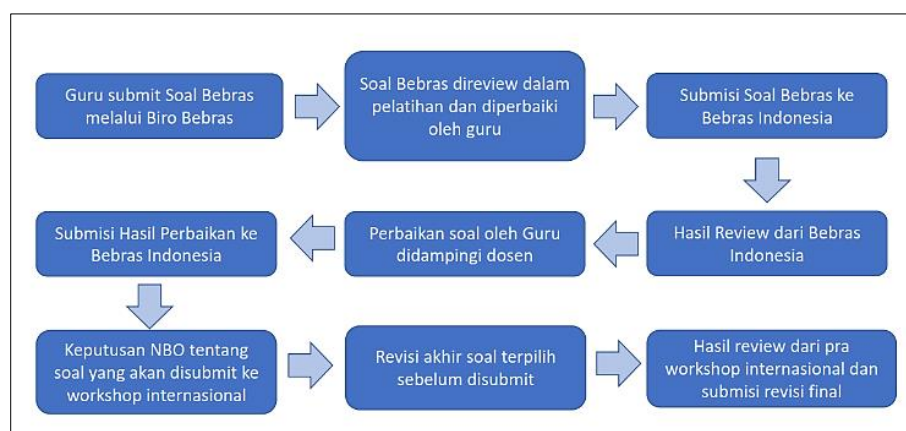 Guru submit Soal Bebras
melalui Biro Bebras
Soal Bebras direview dalam
pelatihan dan diperbaiki
oleh guru
Submisi Soal Bebras ke
Bebras Indonesia
Hasil Review dari Bebras
Indonesia
Perbaikan soal oleh Guru
didampingi dosen
Submisi Hasil Perbaikan ke
Bebras Indonesia
Keputusan NBO tentang
soal yang akan disubmit ke
workshop internasional
Revisi akhir soal terpilih
sebelum disubmit
Hasil review dari pra
workshop internasional dan
submisi revisi final